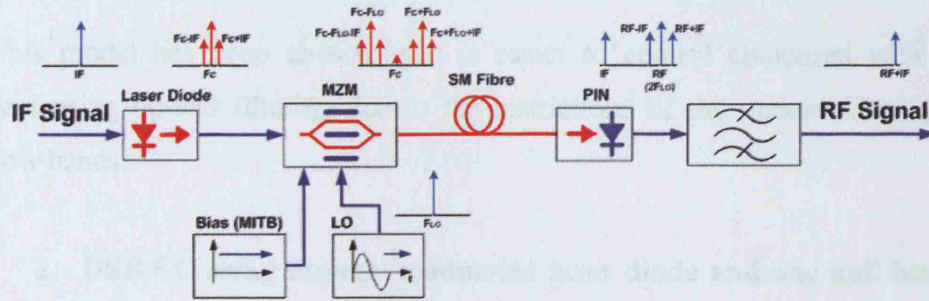 Fc-FLO Fc+FLO
Fc-IF Fc+IF
Fc-FLO-IF Fc+FLO+IF
RF-IF RF+IF
IF Fc Fc IF RF RF+IF
(2FLO)
Laser Diode MZM SM Fibre PIN
IF Signal RF Signal
Bias (MITB) LO FLO
t